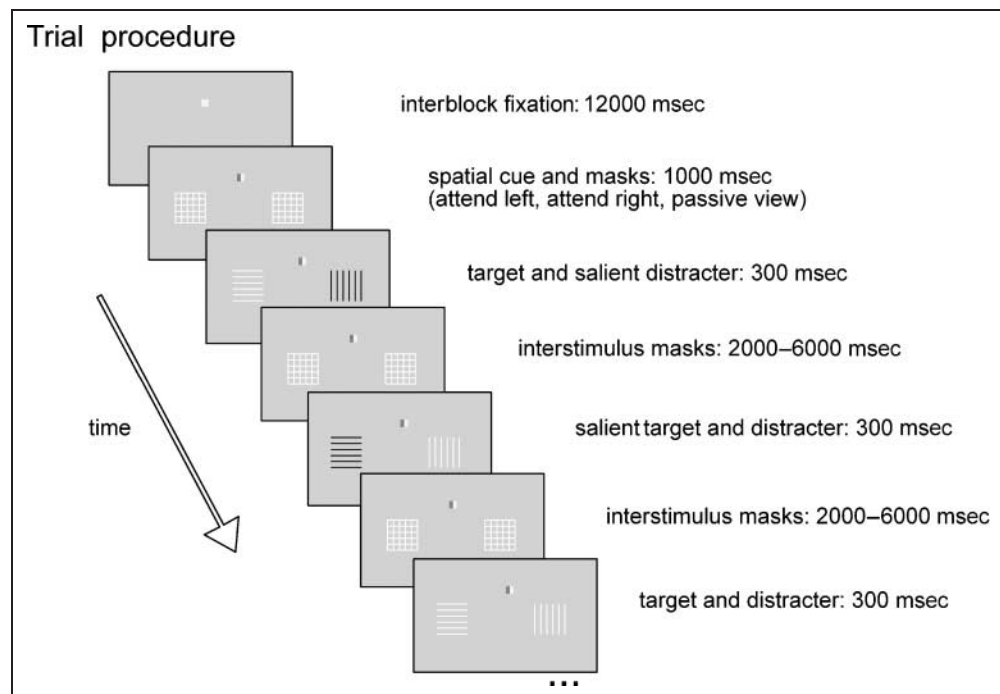 Trial procedure
interblock fixation: 12000 msec
spatial cue and masks: 1000 msec
(attend left, attend right, passive view)
target and salient distracter: 300 msec
interstimulus masks: 2000–6000 msec
time
salient target and distracter: 300 msec
interstimulus masks: 2000–6000 msec
target and distracter: 300 msec
...